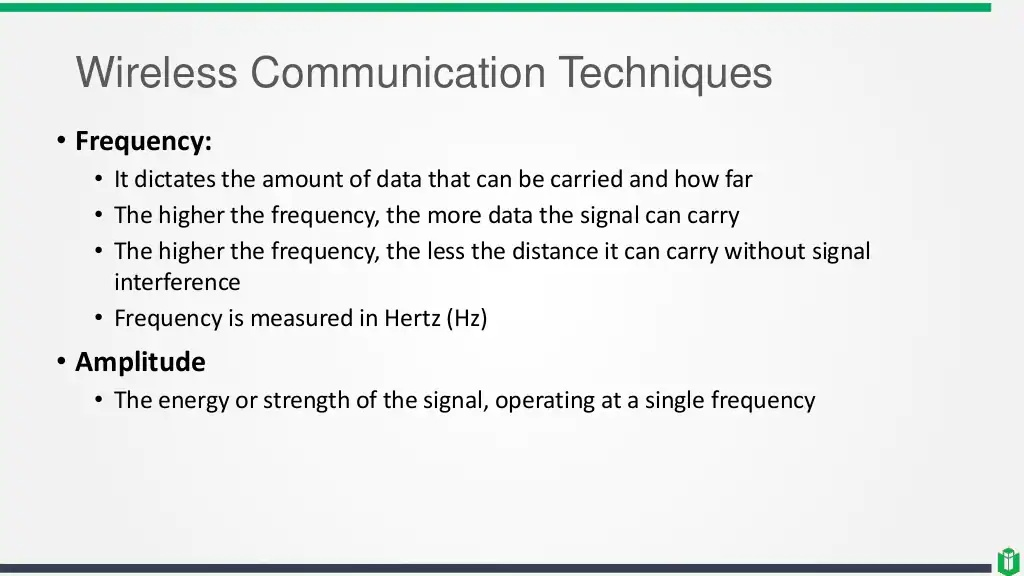 Wireless Communication Techniques
• Frequency:
• It dictates the amount of data that can be carried and how far
• The higher the frequency, the more data the signal can carry
• The higher the frequency, the less the distance it can carry without signal
interference
• Frequency is measured in Hertz (Hz)
• Amplitude
• The energy or strength of the signal, operating at a single frequency